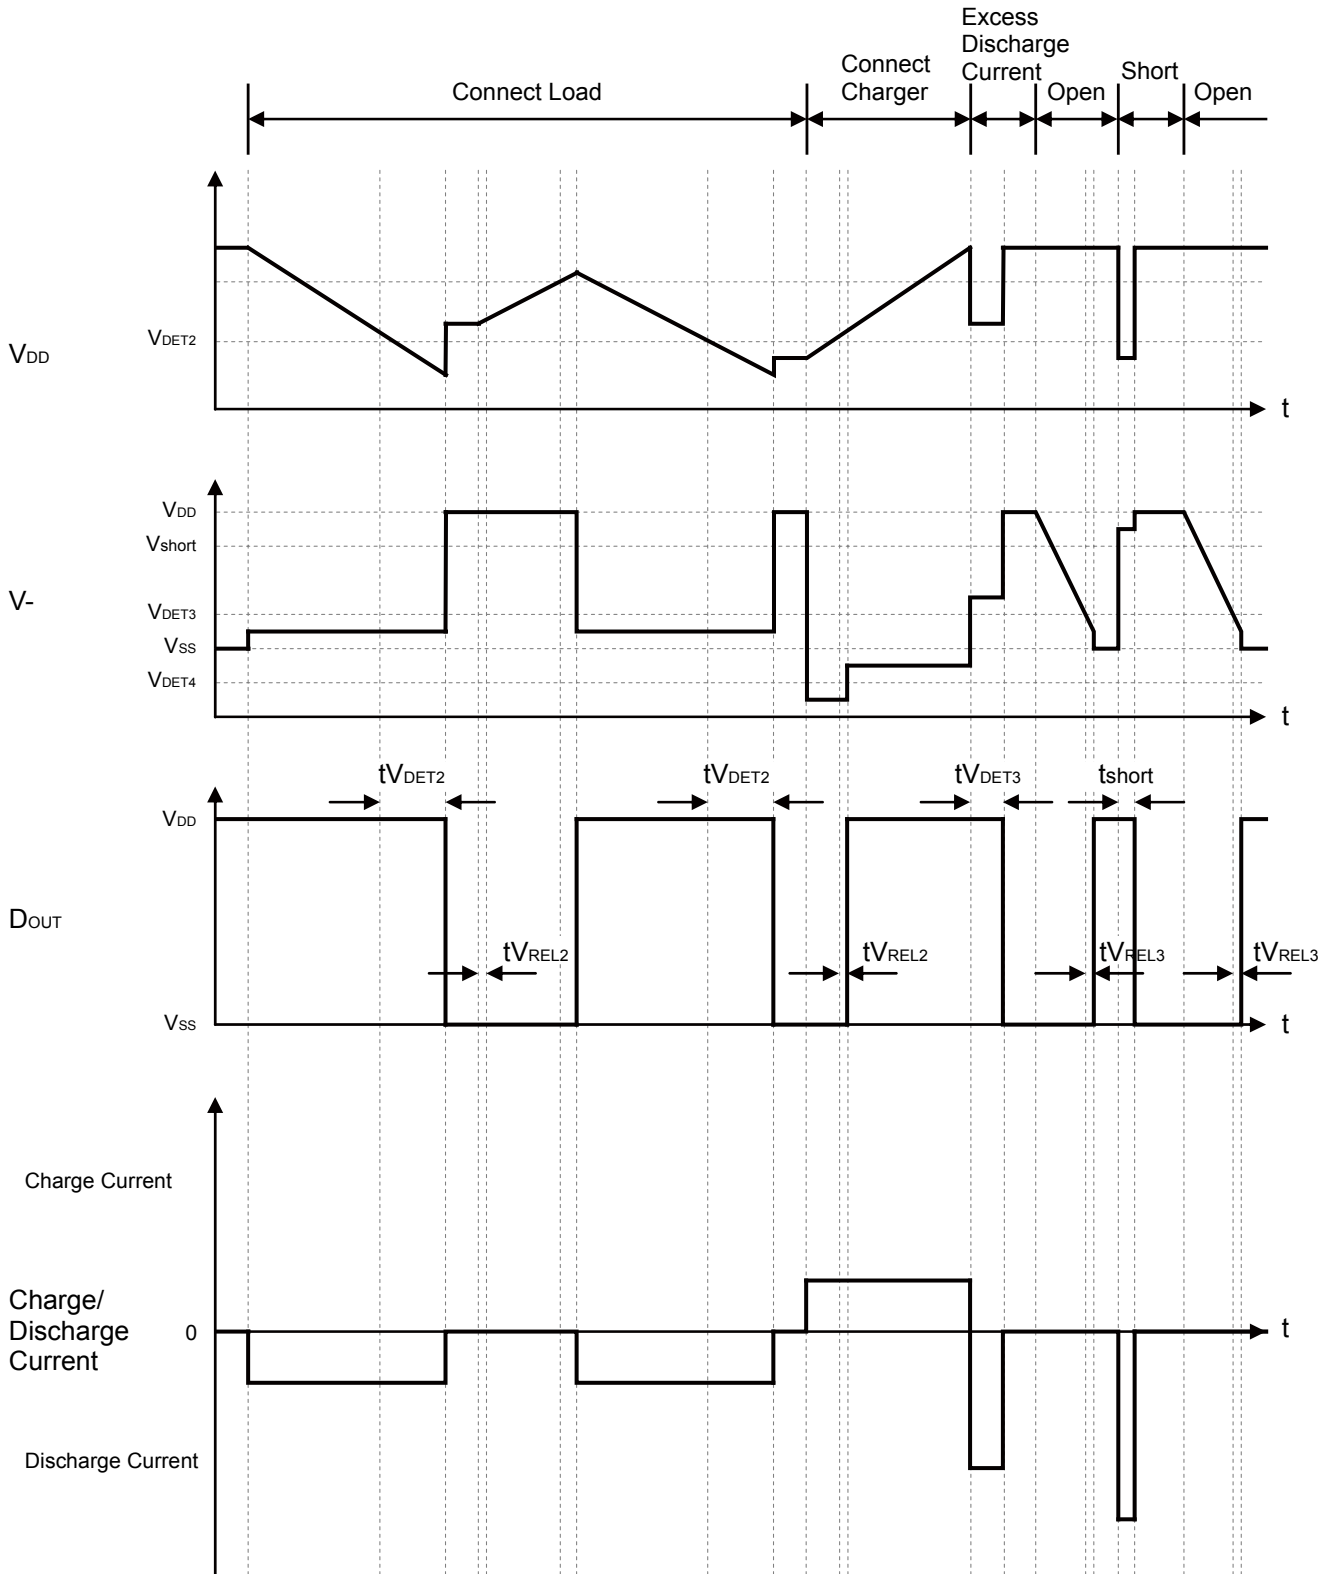 Excess
Discharge
Current
Connect
Charger
Short
Connect Load
Open
Open
VDET2
VDD
t
VDD
Vshort
V-
VDET3
VSS
VDET4
t
tVDET2
tVDET2
tVDET3
tshort
VDD
DOUT
tVREL2
tVREL2
tVREL3
tVREL3
VSS
t
Charge Current
Charge/
Discharge
Current
0
t
Discharge Current